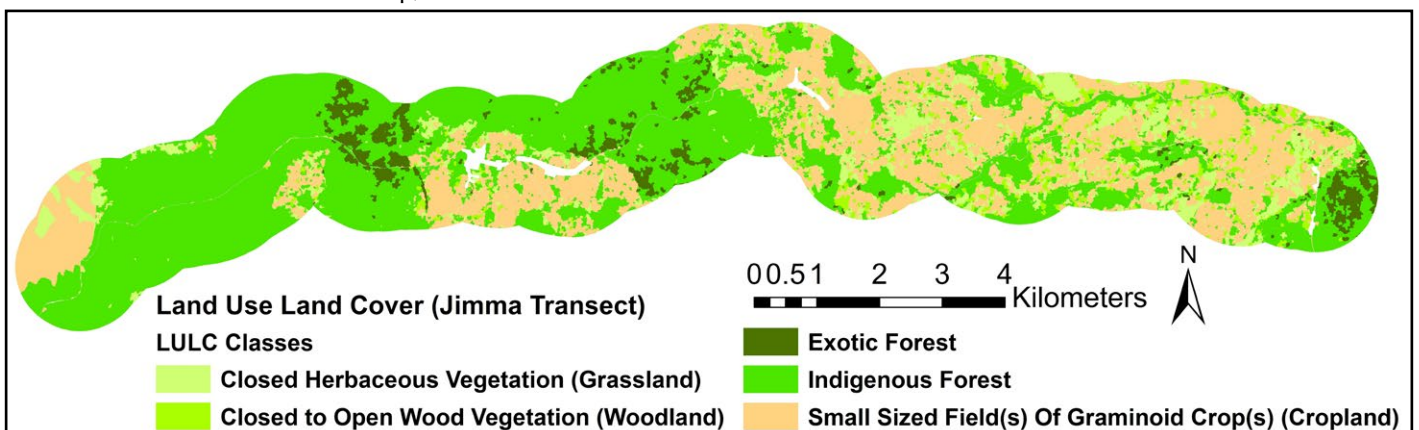 N
0 0.5 1 2 3 4
Kilometers
Land Use Land Cover (Jimma Transect)
LULC Classes
Closed Herbaceous Vegetation (Grassland)
Closed to Open Wood Vegetation (Woodland)
Exotic Forest
Indigenous Forest
Small Sized Field(s) Of Graminoid Crop(s) (Cropland)